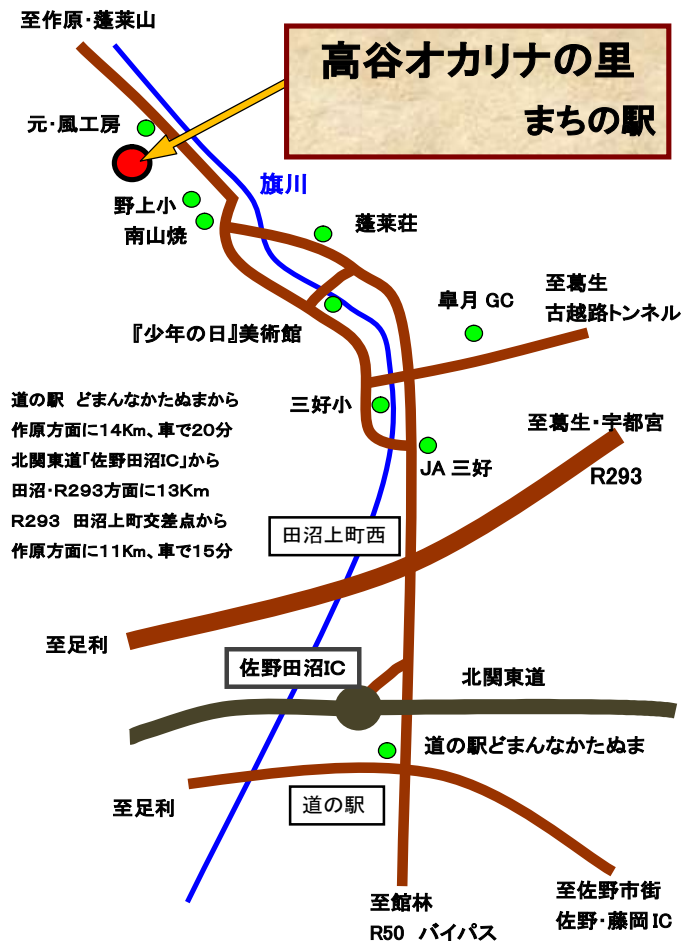 至作原・蓬莱山
高谷オカリナの里
まちの駅
元・風工房
旗川
野上小
南山焼
蓬莱荘
至葛生
古越路トンネル
皐月 GC
『少年の日』美術館
道の駅　どまんなかたぬまから
作原方面に14Km、車で20分
北関東道「佐野田沼IC」から
田沼・R293方面に13Km
R293　田沼上町交差点から
作原方面に11Km、車で15分
三好小
至葛生・宇都宮
JA 三好
R293
田沼上町西
至足利
佐野田沼IC
北関東道
道の駅どまんなかたぬま
至足利
道の駅
至館林
R50　バイパス
至佐野市街
佐野・藤岡IC